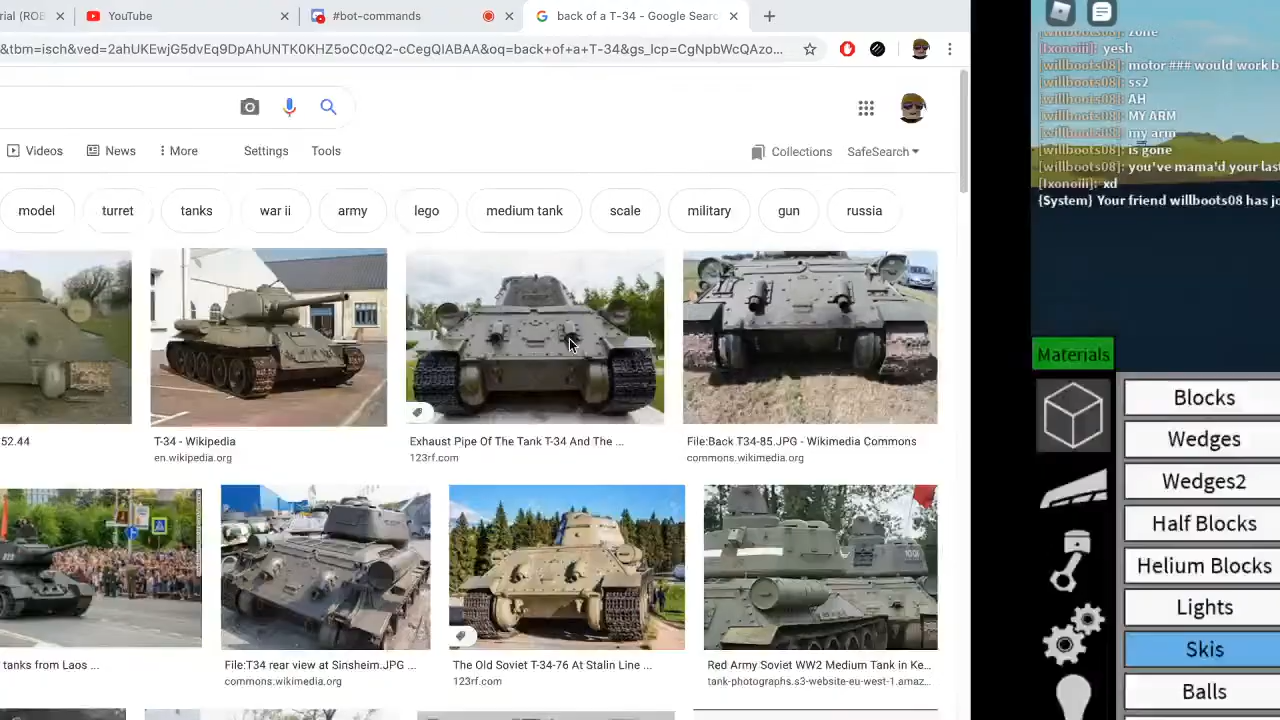 rial (ROB
YouTube
#bot-commands
back of a T-34 - Google Searc
&tbm=isch&ved=2ahUKEwjG5dvEg9DpAhUNTK0KHZ5PC0cQ2-cCegQIABAA&oq=back+of+a+T-34&gs_lcp=CgNpbWcQAzo...
Videos
News
More
Settings
Tools
Collections
SafeSearch
model
turret
tanks
war ii
army
lego
medium tank
scale
military
gun
russia
52.44
T-34 - Wikipedia
en.wikipedia.org
Exhaust Pipe Of The Tank T-34 And The ...
123rf.com
File:Back T34-85.JPG - Wikimedia Commons
commons.wikimedia.org
tanks from Laos ...
File:T34 rear view at Sinsheim.JPG ...
commons.wikimedia.org
The Old Soviet T-34-76 At Stalin Line ...
123rf.com
Red Army Soviet WW2 Medium Tank in Ke...
tank-photographs.s3-website-eu-west-1.amaz...
zone
[Ixonoiii]: yesh
[willboots08]: motor ### would work b
[willboots08]: ss2
[willboots08]: AH
[willboots08]: MY ARM
[willboots08]: my arm
[willboots08]: is gone
[willboots08]: you've mama'd your last
[Ixonoiii]: xd
{System} Your friend willboots08 has jo
Materials
Blocks
Wedges
Wedges2
Half Blocks
Helium Blocks
Lights
Skis
Balls